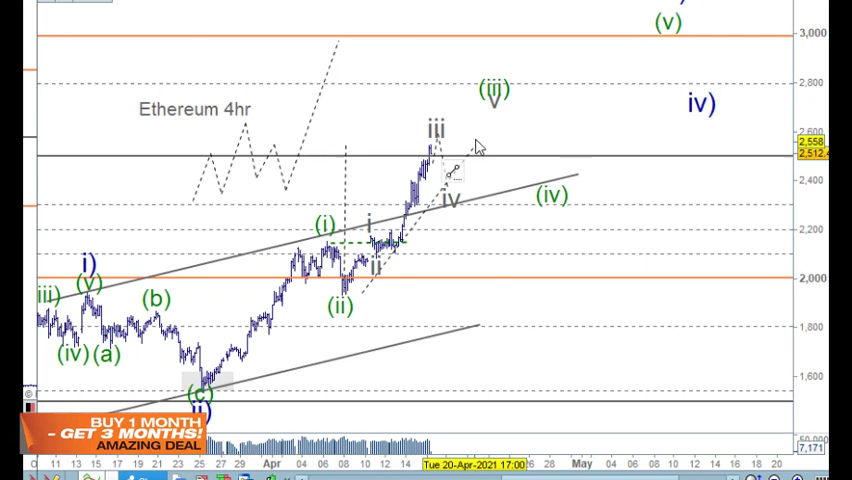 (v)
3,000
2,800
(iii)
v
iv)
Ethereum 4hr
iii
2,600
2,558
2,512.4
2,400
iv
(iv)
(i)
i
2,200
ii
i)
(v)
2,000
iii)
(b)
(ii)
(iv)
(a)
1,800
1,600
(c)
ii)
BUY 1 MONTH
- GET 3 MONTHS!
AMAZING DEAL
50,000
7,171
0 11 13 15 17 19 21 23 25 27 29 Apr 04 06 08 10 12 14 Tue 20-Apr-2021 17:00 26 28 May 04 06 08 10 12 14 16 18 20